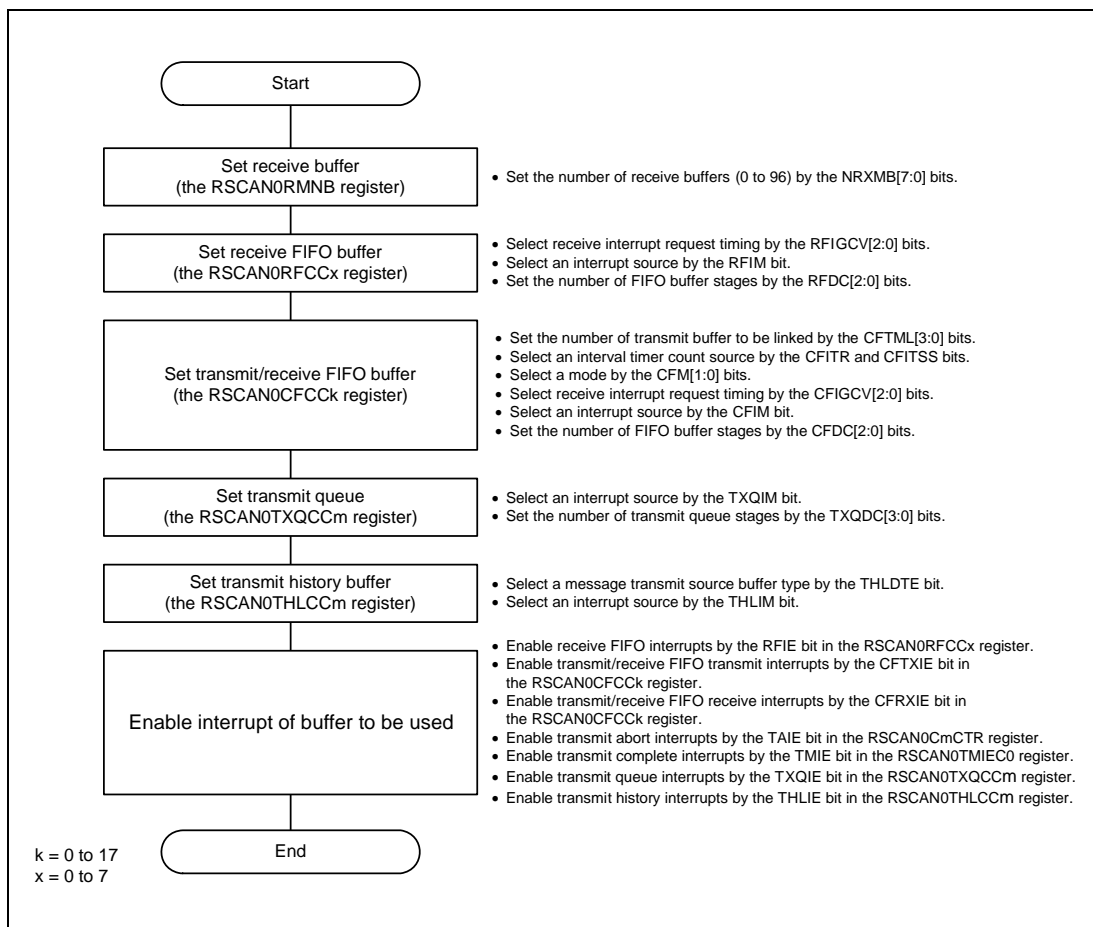 Start
Set receive buffer
(the RSCAN0RMNB register)
• Set the number of receive buffers (0 to 96) by the NRXMB[7:0] bits.
Set receive FIFO buffer
(the RSCAN0RFCCx register)
• Select receive interrupt request timing by the RFIGCV[2:0] bits.
• Select an interrupt source by the RFIM bit.
• Set the number of FIFO buffer stages by the RFDC[2:0] bits.
Set transmit/receive FIFO buffer
(the RSCAN0CFCCk register)
• Set the number of transmit buffer to be linked by the CFTML[3:0] bits.
• Select an interval timer count source by the CFITR and CFITSS bits.
• Select a mode by the CFM[1:0] bits.
• Select receive interrupt request timing by the CFIGCV[2:0] bits.
• Select an interrupt source by the CFIM bit.
• Set the number of FIFO buffer stages by the CFDC[2:0] bits.
Set transmit queue
(the RSCAN0TXQCCm register)
• Select an interrupt source by the TXQIM bit.
• Set the number of transmit queue stages by the TXQDC[3:0] bits.
Set transmit history buffer
(the RSCAN0THLCCm register)
• Select a message transmit source buffer type by the THLDTE bit.
• Select an interrupt source by the THLIM bit.
Enable interrupt of buffer to be used
• Enable receive FIFO interrupts by the RFIE bit in the RSCAN0RFCCx register.
• Enable transmit/receive FIFO transmit interrupts by the CFTXIE bit in
the RSCAN0CFCCk register.
• Enable transmit/receive FIFO receive interrupts by the CFRXIE bit in
the RSCAN0CFCCk register.
• Enable transmit abort interrupts by the TAIE bit in the RSCAN0CmCTR register.
• Enable transmit complete interrupts by the TMIE bit in the RSCAN0TMIEC0 register.
• Enable transmit queue interrupts by the TXQIE bit in the RSCAN0TXQCCm register.
• Enable transmit history interrupts by the THLIE bit in the RSCAN0THLCCm register.
End
k = 0 to 17
x = 0 to 7